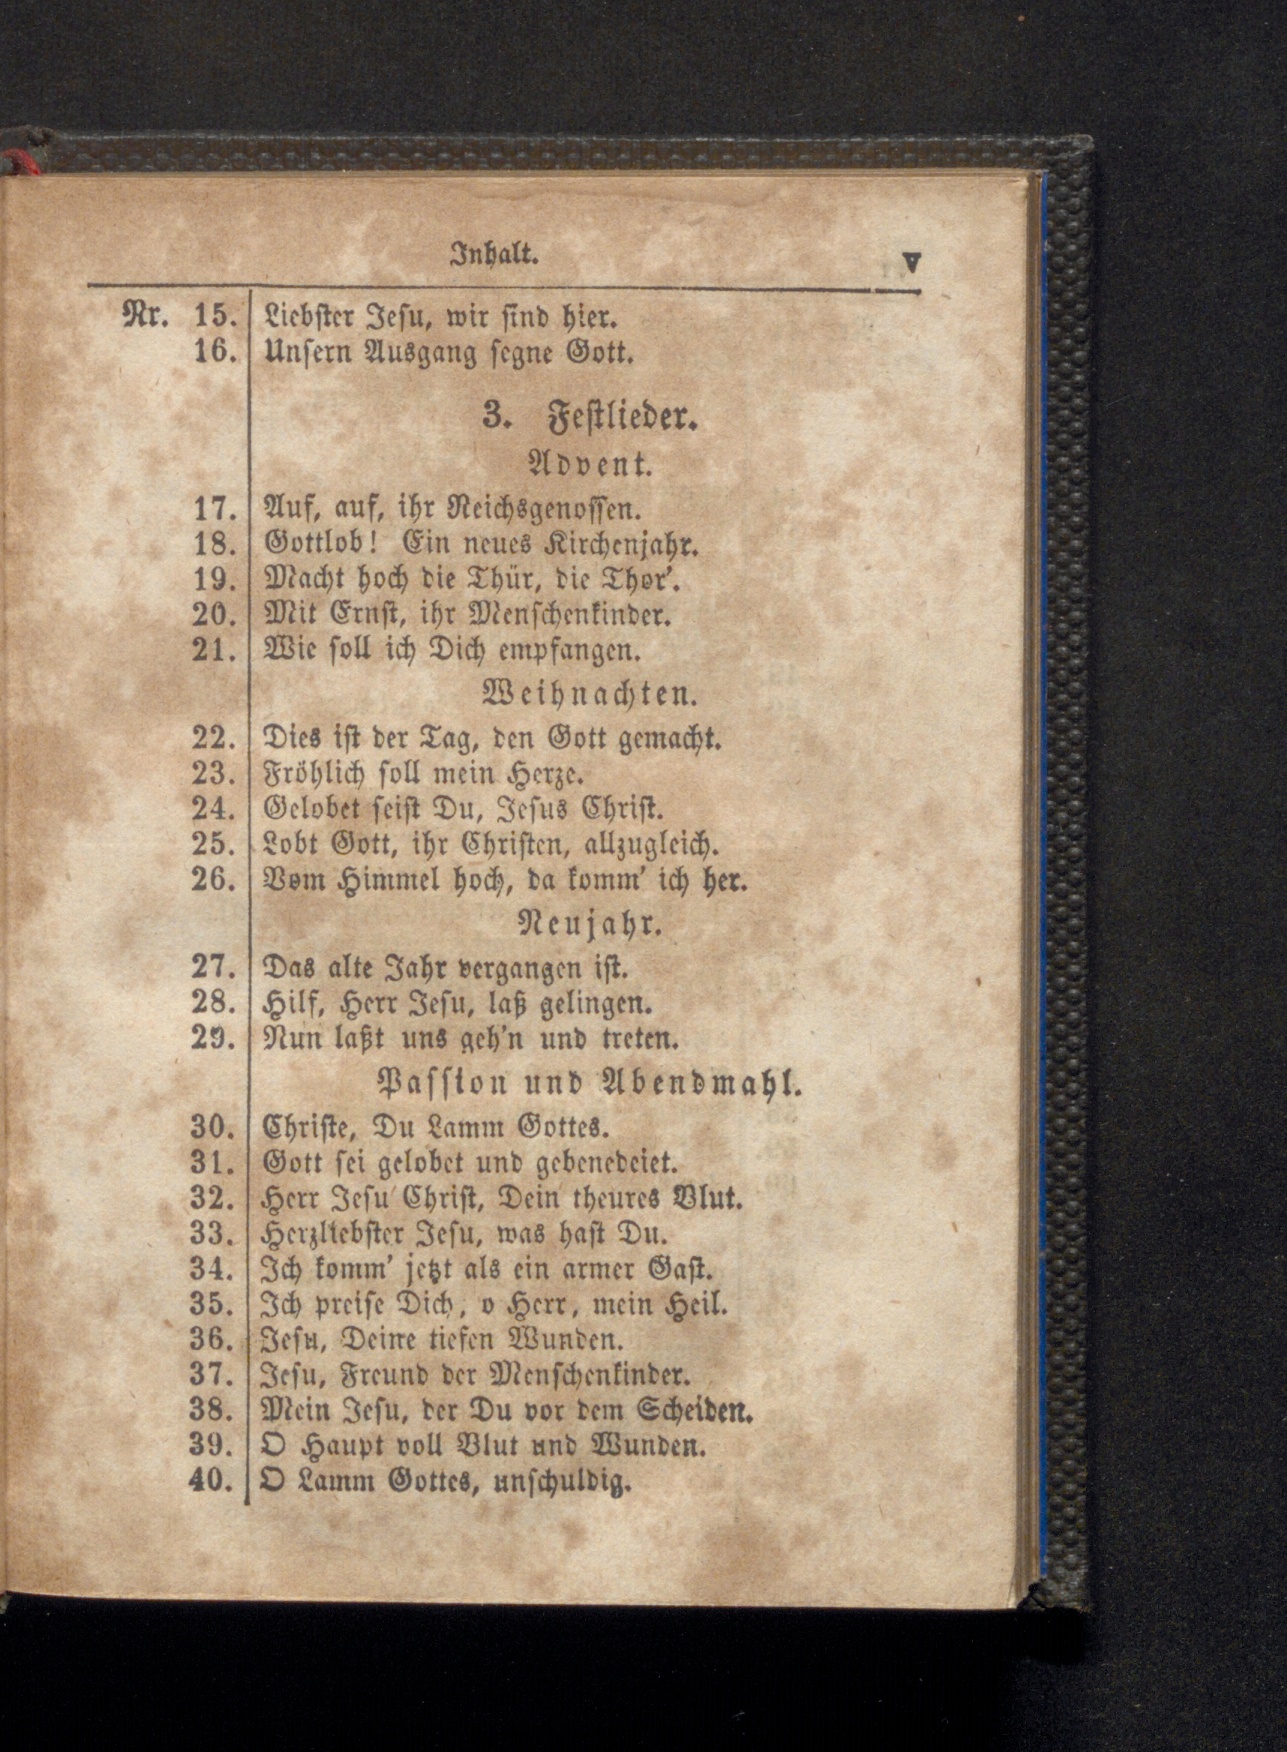 Inhalt. V
Nr. 15. Liebster Jesu, wir sind hier.
16. Unsern Ausgang segne Gott.
3. Festlieder.
Advent.
17. Auf, auf, ihr Reichsgenossen.
18. Gottlob! Ein neues Kirchenjahr.
19. Macht hoch die Thür, die Thor'.
20. Mit Ernst, ihr Menschenkinder.
21. Wie soll ich Dich empfangen.
Weihnachten.
22. Dies ist der Tag, den Gott gemacht.
23. Fröhlich soll mein Herze.
24. Gelobet seist Du, Jesus Christ.
25. Lobt Gott, ihr Christen, allzugleich.
26. Vom Himmel hoch, da komm' ich her.
Neujahr.
27. Das alte Jahr vergangen ist.
28. Hilf, Herr Jesu, laß gelingen.
29. Nun laßt uns geh'n und treten.
Passion und Abendmahl.
30. Christe, Du Lamm Gottes.
31. Gott sei gelobet und gebenedeiet.
32. Herr Jesu Christ, Dein theures Blut.
33. Herzliebster Jesu, was hast Du.
34. Ich komm' jetzt als ein armer Gast.
35. Ich preise Dich, o Herr, mein Heil.
36. Jesu, Deine tiefen Wunden.
37. Jesu, Freund der Menschenkinder.
38. Mein Jesu, der Du vor dem Scheiden.
39. O Haupt voll Blut und Wunden.
40. O Lamm Gottes, unschuldig.